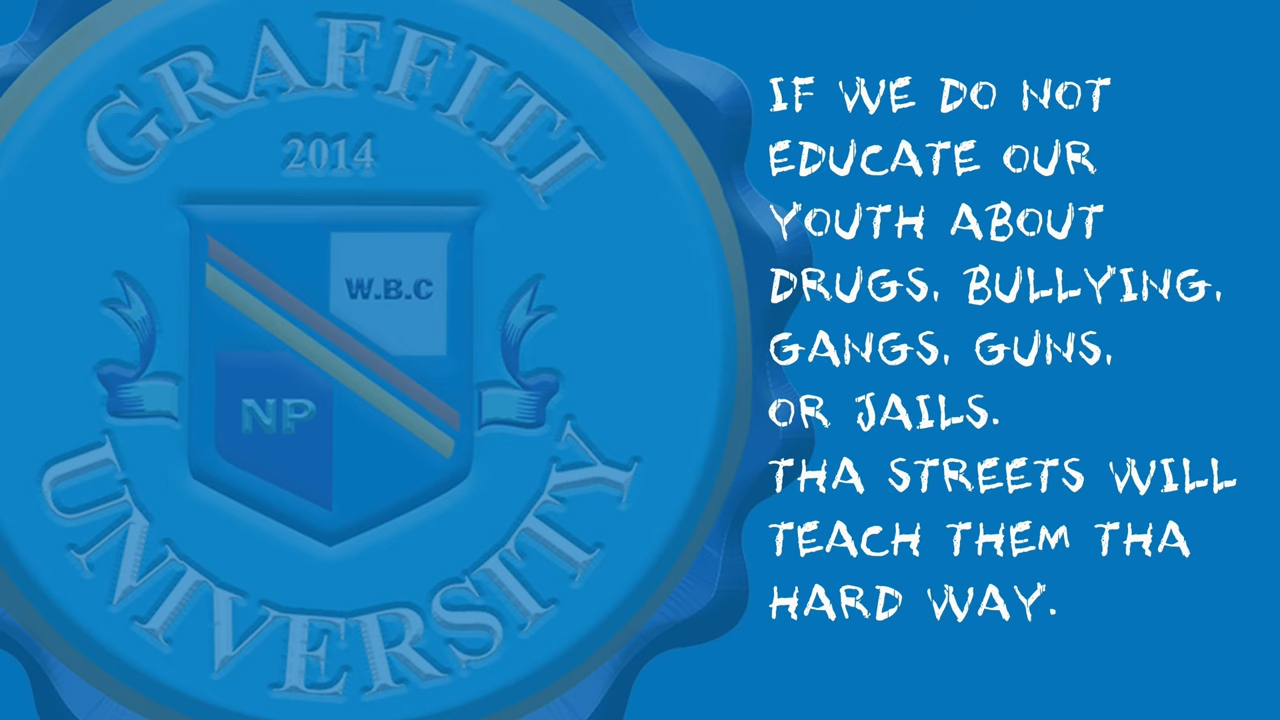 GRAFFITI
2014
W.B.C
NP
UNIVERSITY
IF WE DO NOT
EDUCATE OUR
YOUTH ABOUT
DRUGS, BULLYING,
GANGS, GUNS,
OR JAILS.
THA STREETS WILL
TEACH THEM THA
HARD WAY.